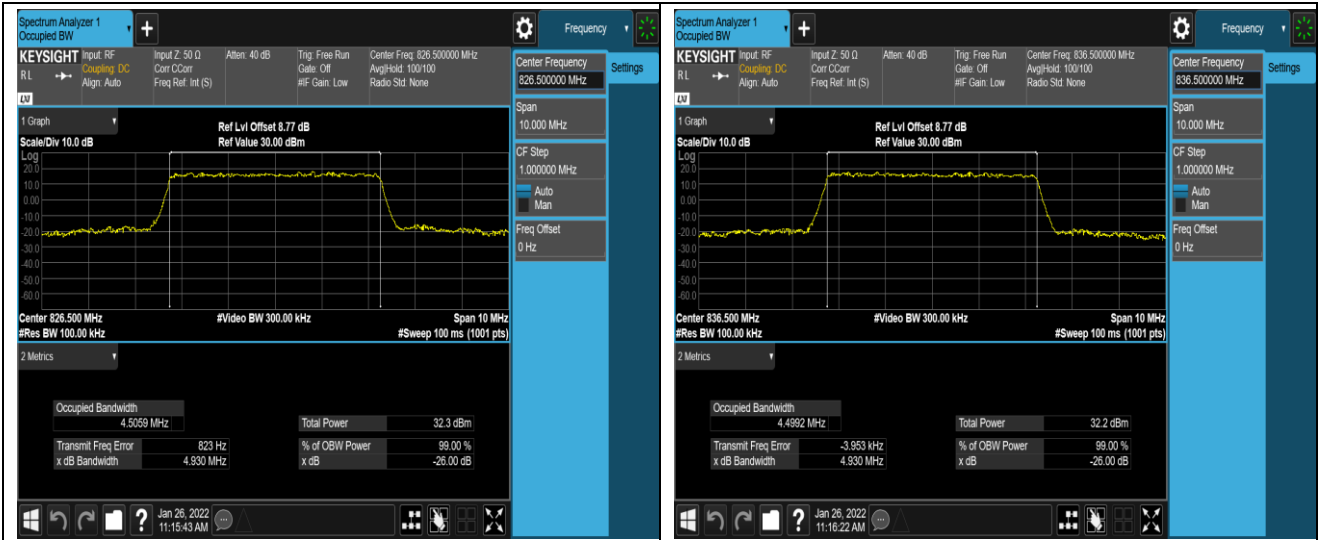 Spectrum Analyzer 1
Occupied BW
+
Frequency
KEYSIGHT
Input: RF
Coupling: DC
Align: Auto
Input Z: 50 Ω
Corr CCorr
Freq Ref: Int (S)
Atten: 40 dB
Trig: Free Run
Gate: Off
#IF Gain: Low
Center Freq: 826.500000 MHz
Avg|Hold: 100/100
Radio Std: None
RL
LXI
Center Frequency
826.500000 MHz
Settings
Span
10.000 MHz
CF Step
1.000000 MHz
Auto
Man
Freq Offset
0 Hz
1 Graph
Ref Lvl Offset 8.77 dB
Scale/Div 10.0 dB
Ref Value 30.00 dBm
Log
20.0
10.0
0.00
-10.0
-20.0
-30.0
-40.0
-50.0
-60.0
Center 826.500 MHz
#Video BW 300.00 kHz
Span 10 MHz
#Res BW 100.00 kHz
#Sweep 100 ms (1001 pts)
2 Metrics
Occupied Bandwidth
4.5059 MHz
Total Power 32.3 dBm
Transmit Freq Error 823 Hz
% of OBW Power 99.00 %
x dB Bandwidth 4.930 MHz
x dB -26.00 dB
?
Jan 26, 2022
11:15:43 AM
Spectrum Analyzer 1
Occupied BW
+
Frequency
KEYSIGHT
Input: RF
Coupling: DC
Align: Auto
Input Z: 50 Ω
Corr CCorr
Freq Ref: Int (S)
Atten: 40 dB
Trig: Free Run
Gate: Off
#IF Gain: Low
Center Freq: 836.500000 MHz
Avg|Hold: 100/100
Radio Std: None
RL
LXI
Center Frequency
836.500000 MHz
Settings
Span
10.000 MHz
CF Step
1.000000 MHz
Auto
Man
Freq Offset
0 Hz
1 Graph
Ref Lvl Offset 8.77 dB
Scale/Div 10.0 dB
Ref Value 30.00 dBm
Log
20.0
10.0
0.00
-10.0
-20.0
-30.0
-40.0
-50.0
-60.0
Center 836.500 MHz
#Video BW 300.00 kHz
Span 10 MHz
#Res BW 100.00 kHz
#Sweep 100 ms (1001 pts)
2 Metrics
Occupied Bandwidth
4.4992 MHz
Total Power 32.2 dBm
Transmit Freq Error -3.953 kHz
% of OBW Power 99.00 %
x dB Bandwidth 4.930 MHz
x dB -26.00 dB
?
Jan 26, 2022
11:16:22 AM